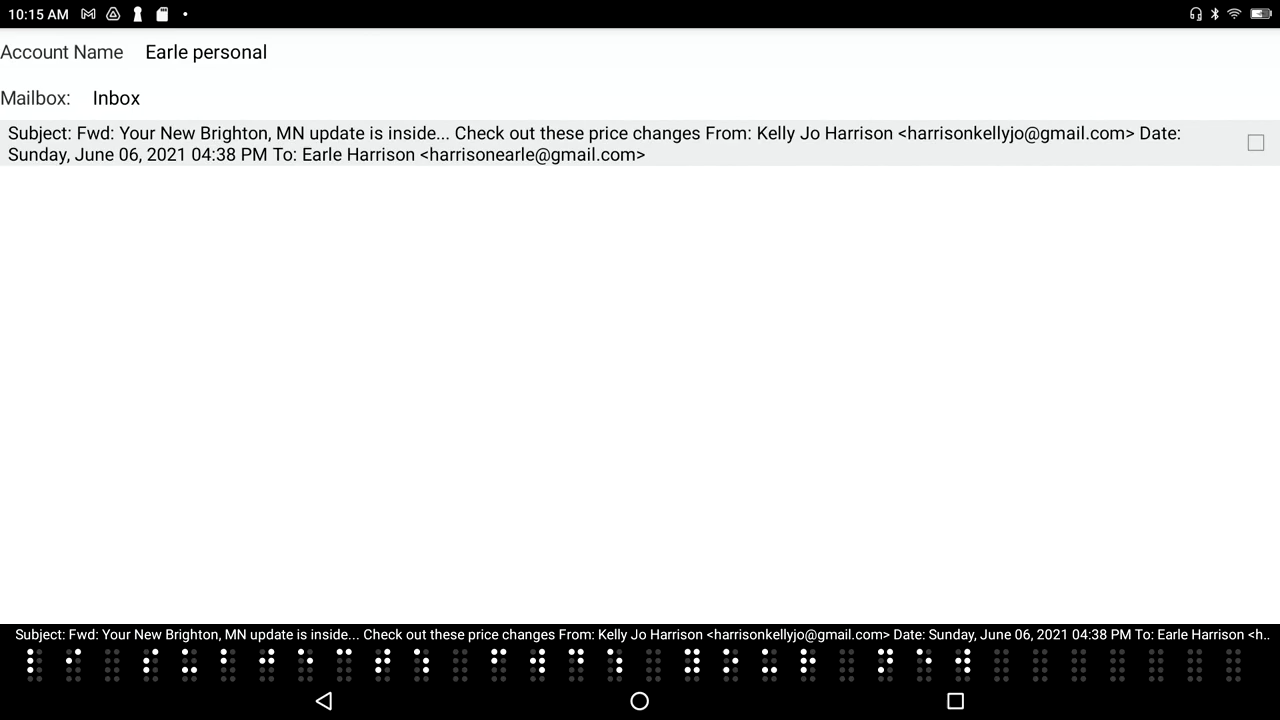 10:15 AM
Account Name Earle personal
Mailbox: Inbox
Subject: Fwd: Your New Brighton, MN update is inside... Check out these price changes From: Kelly Jo Harrison <harrisonkellyjo@gmail.com> Date:
Sunday, June 06, 2021 04:38 PM To: Earle Harrison <harrisonearle@gmail.com>
Subject: Fwd: Your New Brighton, MN update is inside... Check out these price changes From: Kelly Jo Harrison <harrisonkellyjo@gmail.com> Date: Sunday, June 06, 2021 04:38 PM To: Earle Harrison <h..